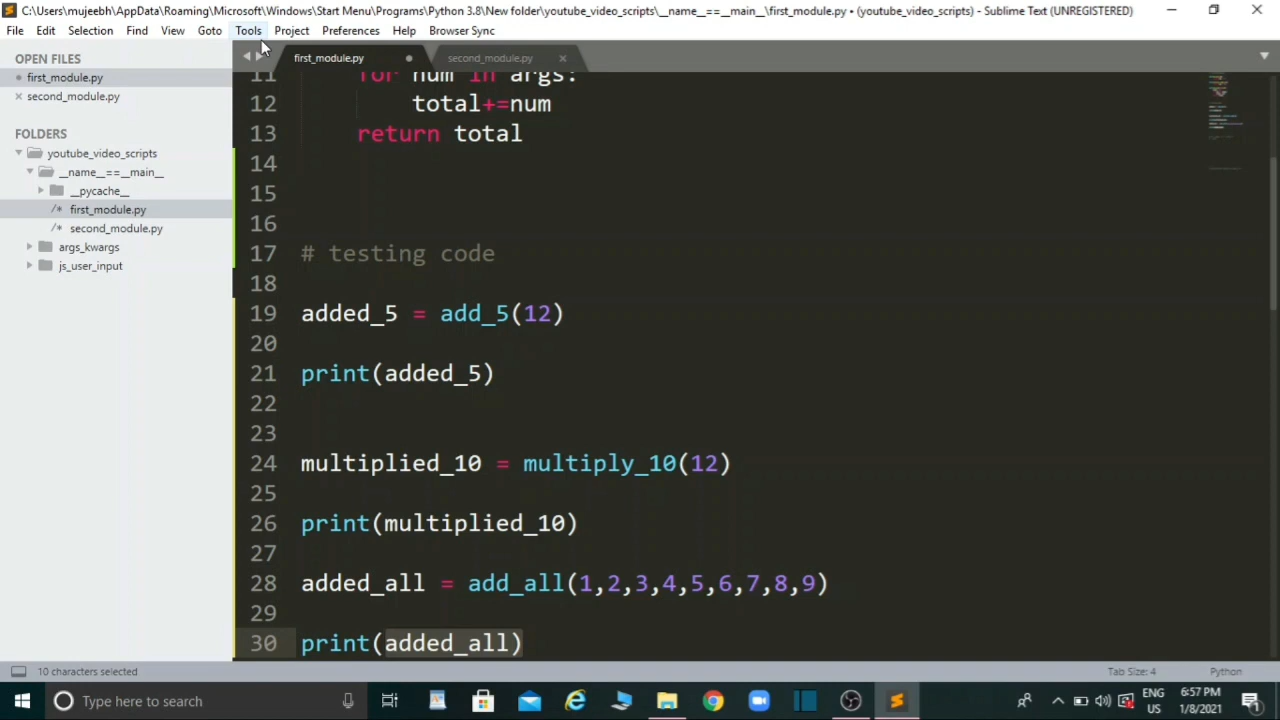 C:\Users\mujeebh\AppData\Roaming\Microsoft\Windows\Start Menu\Programs\Python 3.8\New folder\youtube_video_scripts\__name__==__main__\first_module.py • (youtube_video_scripts) - Sublime Text (UNREGISTERED)
File Edit Selection Find View Goto Tools Project Preferences Help Browser Sync
OPEN FILES
first_module.py
second_module.py
FOLDERS
youtube_video_scripts
__name__==__main__
__pycache__
/* first_module.py
/* second_module.py
args_kwargs
js_user_input
first_module.py second_module.py
11 for num in args:
12 total+=num
13 return total
14
15
16
17 # testing code
18
19 added_5 = add_5(12)
20
21 print(added_5)
22
23
24 multiplied_10 = multiply_10(12)
25
26 print(multiplied_10)
27
28 added_all = add_all(1,2,3,4,5,6,7,8,9)
29
30 print(added_all)
10 characters selected Tab Size: 4 Python
Type here to search
ENG
US
6:57 PM
1/8/2021
1